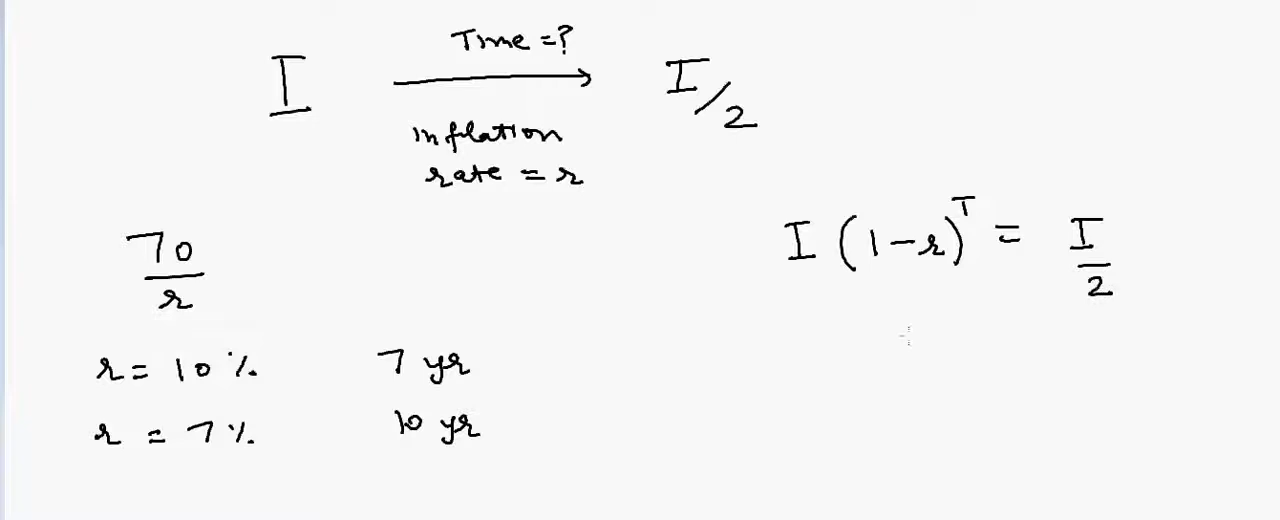 Time = ?
I → I/2
inflation
rate = r
70/r
I (1 - r)^T = I/2
r = 10 % 7 yr
r = 7 % 10 yr